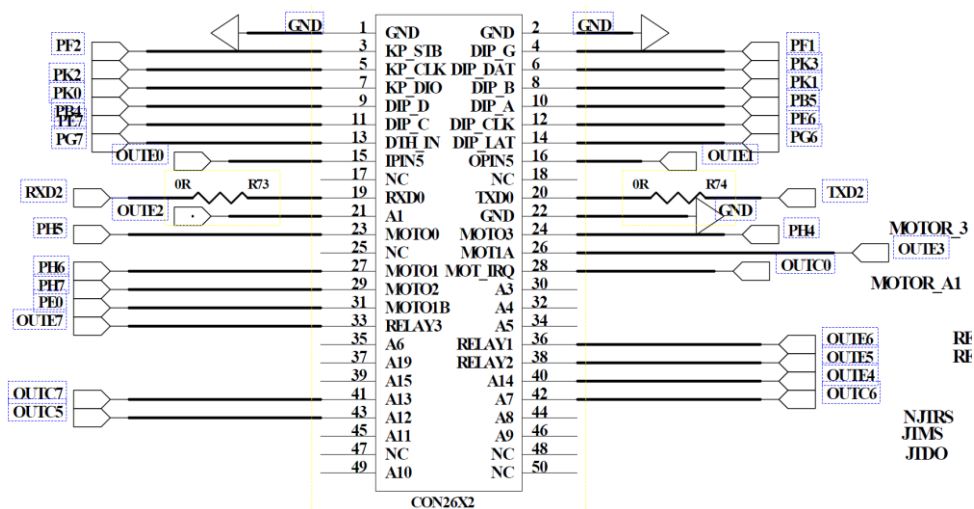 GND 1 GND GND 2 GND
PF2 3 KP_STB DIP_G 4 PF1
PK2 5 KP_CLK DIP_DAT 6 PK3
PK0 7 KP_DIO DIP_B 8 PK1
PB4 9 DIP_D DIP_A 10 PB5
PE7 11 DIP_C DIP_CLK 12 PE6
PG7 13 DTH_IN DIP_LAT 14 PG6
OUTE0 15 IPIN5 OPIN5 16 OUTE1
17 NC NC 18
RXD2 0R R73 19 RXD0 TXD0 20 0R R74 TXD2
OUTE2 21 A1 GND 22 GND
PH5 23 MOTO0 MOTO3 24 PH4 MOTOR_3
25 NC MOT1A 26 OUTE3
PH6 27 MOTO1 MOT_IRQ 28 OUTC0
PH7 29 MOTO2 A3 30 MOTOR_A1
PE0 31 MOTO1B A4 32
OUTE7 33 RELAY3 A5 34
35 A6 RELAY1 36 OUTE6 RE
37 A19 RELAY2 38 OUTE5 RE
39 A15 A14 40 OUTE4
OUTC7 41 A13 A7 42 OUTC6
OUTC5 43 A12 A8 44 NJIRS
45 A11 A9 46 JIMS
47 NC NC 48 JIDO
49 A10 NC 50
CON26X2